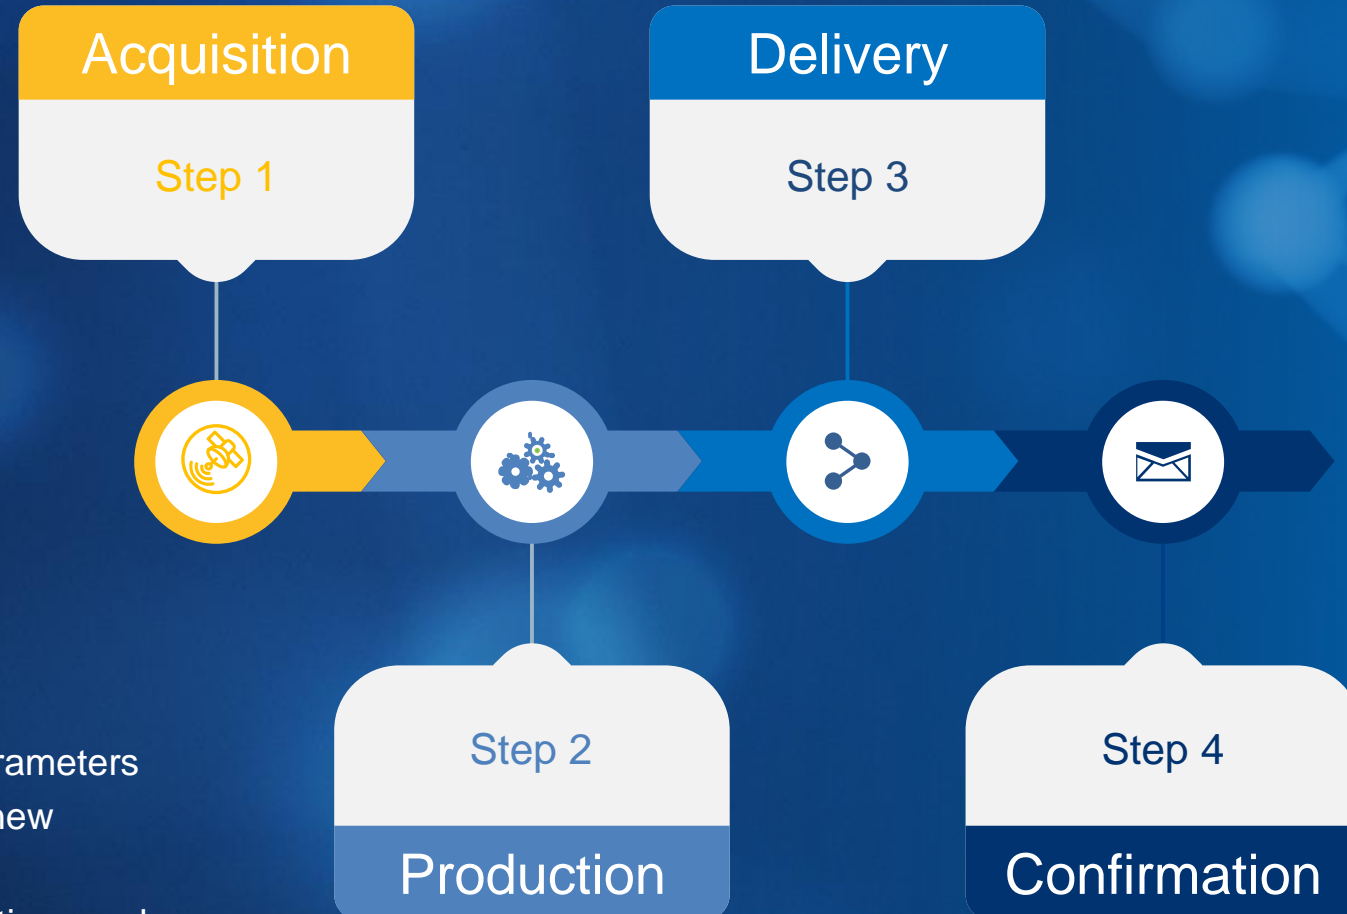 Acquisition
Step 1
Delivery
Step 3
rameters
new
Step 2
Production
Step 4
Confirmation